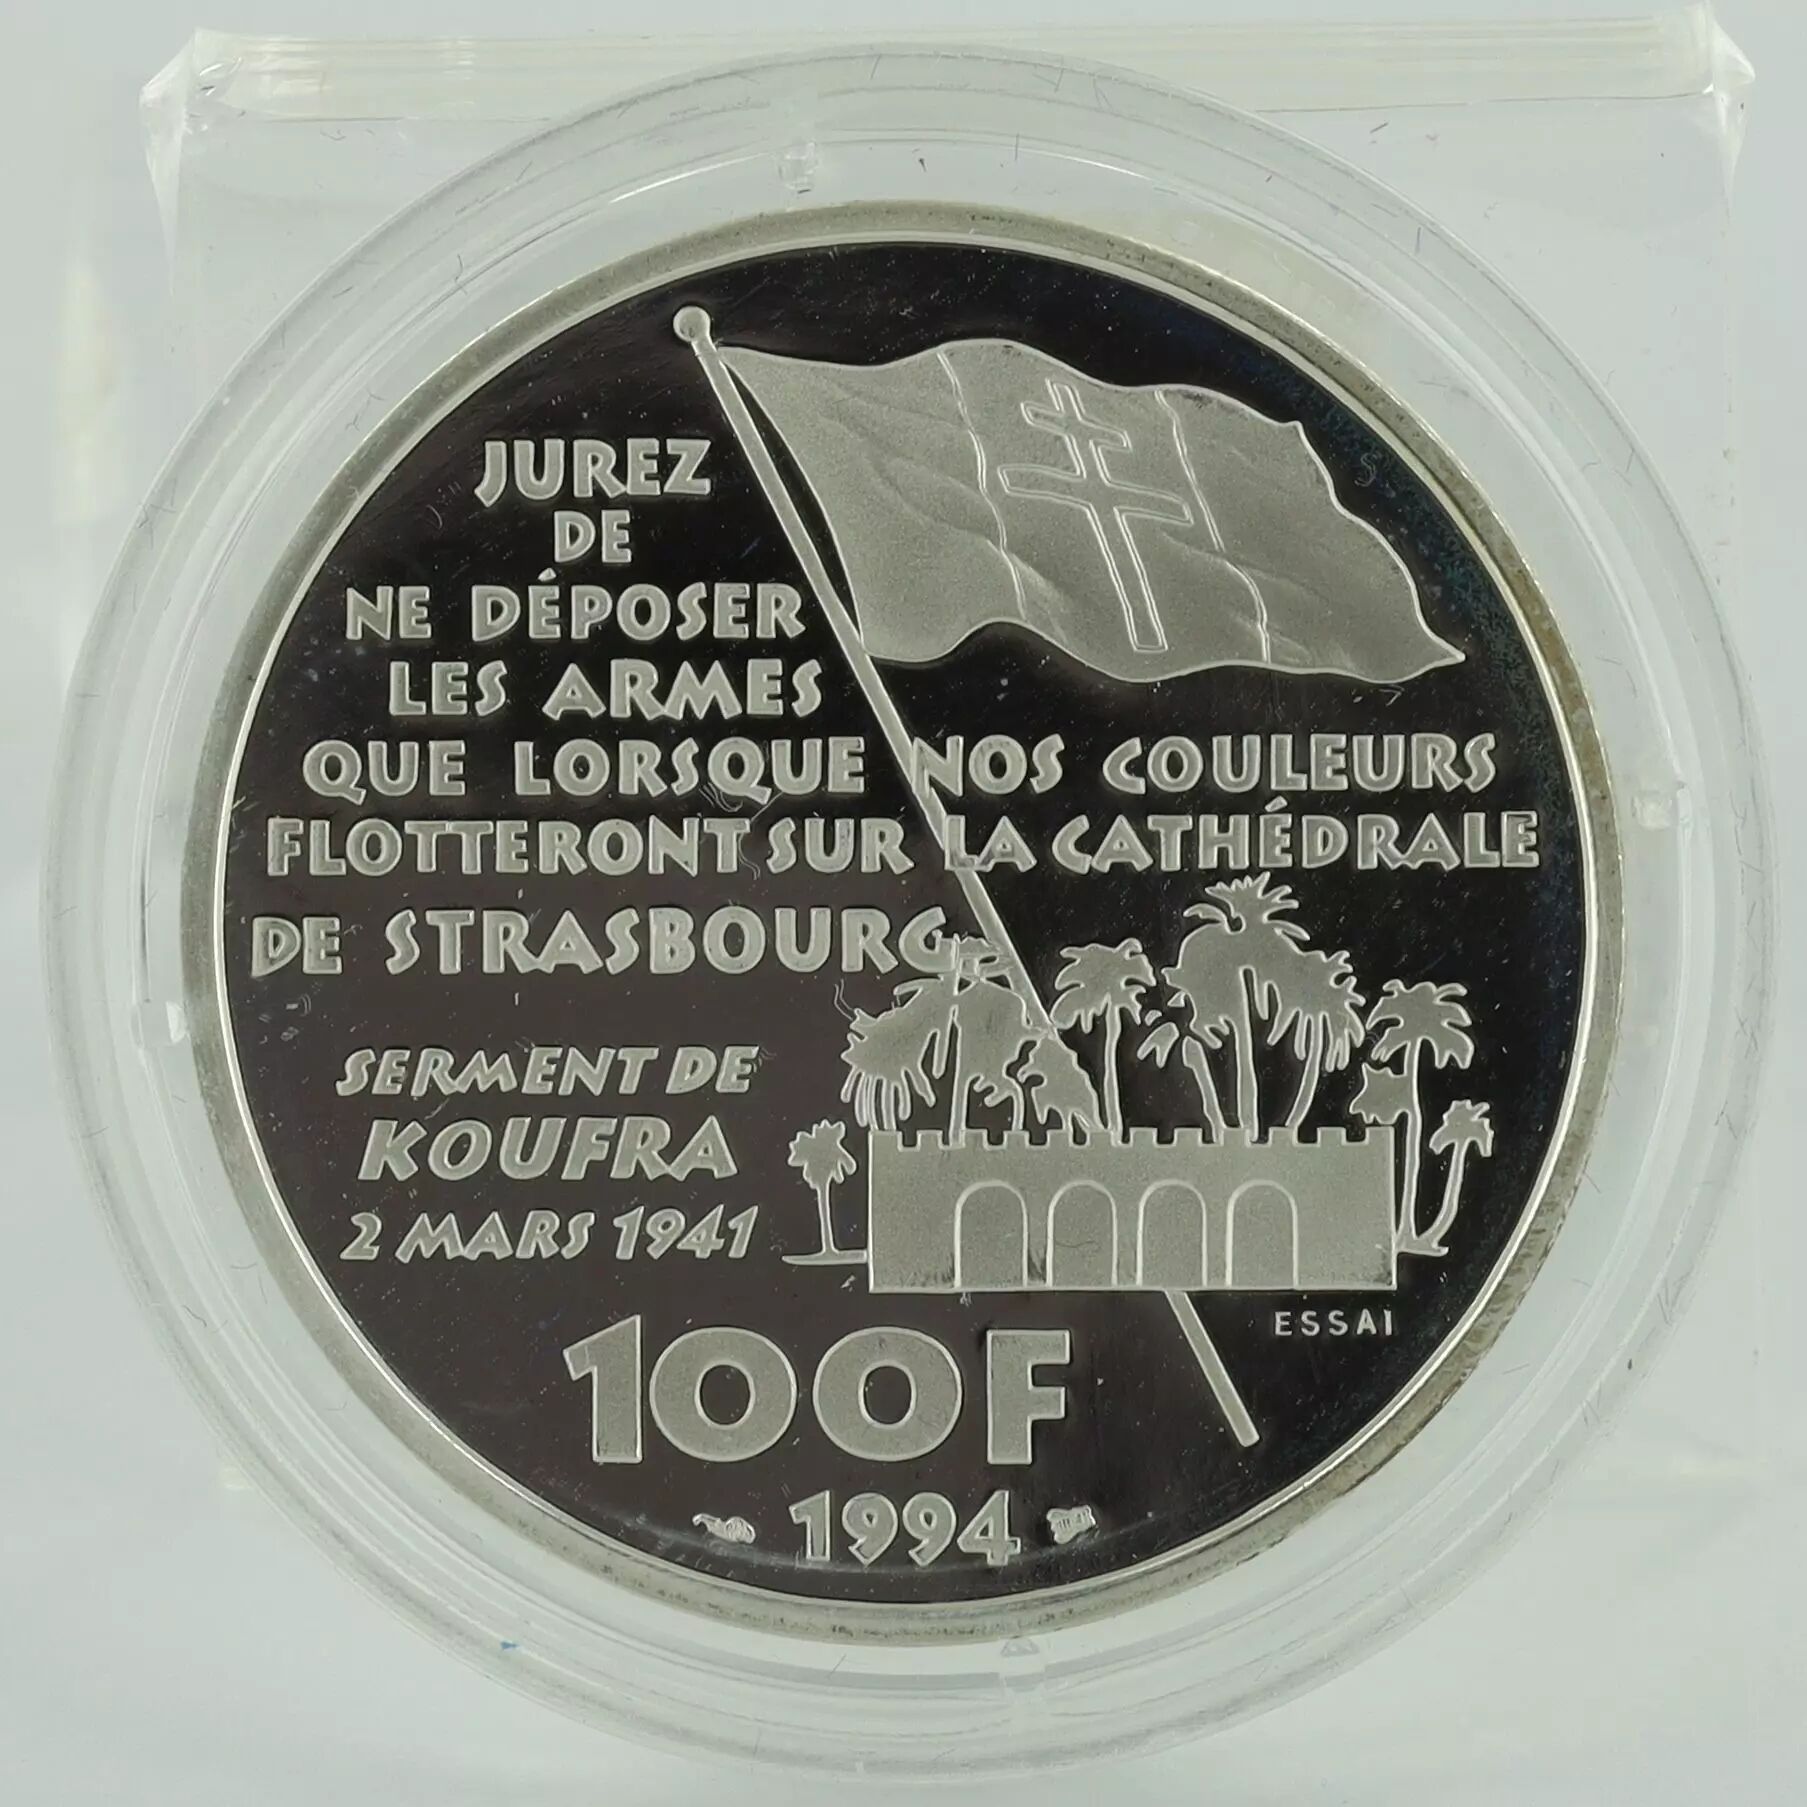 JUREZ
DE
NE DÉPOSER
LES ARMES
QUE LORSQUE NOS COULEURS
FLOTTERONT SUR LA CATHÉDRALE
DE STRASBOURG
SERMENT DE
KOUFRA
2 MARS 1941
ESSAI
100F
1994